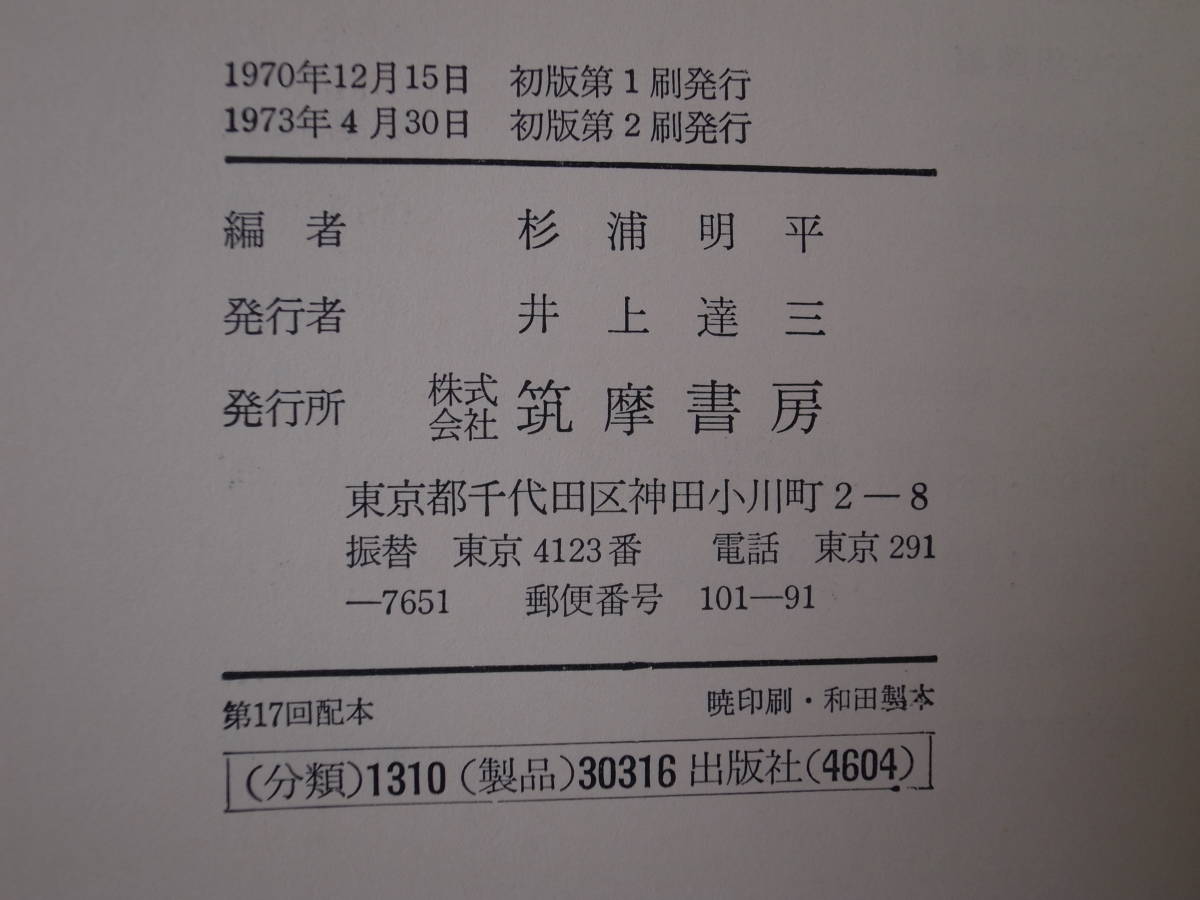 1970年12月15日　初版第1刷発行
1973年4月30日　初版第2刷発行
編者　杉浦明平
発行者　井上達三
発行所　株式会社　筑摩書房
東京都千代田区神田小川町2―8
振替　東京4123番　電話　東京291
―7651　郵便番号　101―91
第17回配本　暁印刷・和田製本
(分類)1310(製品)30316出版社(4604)